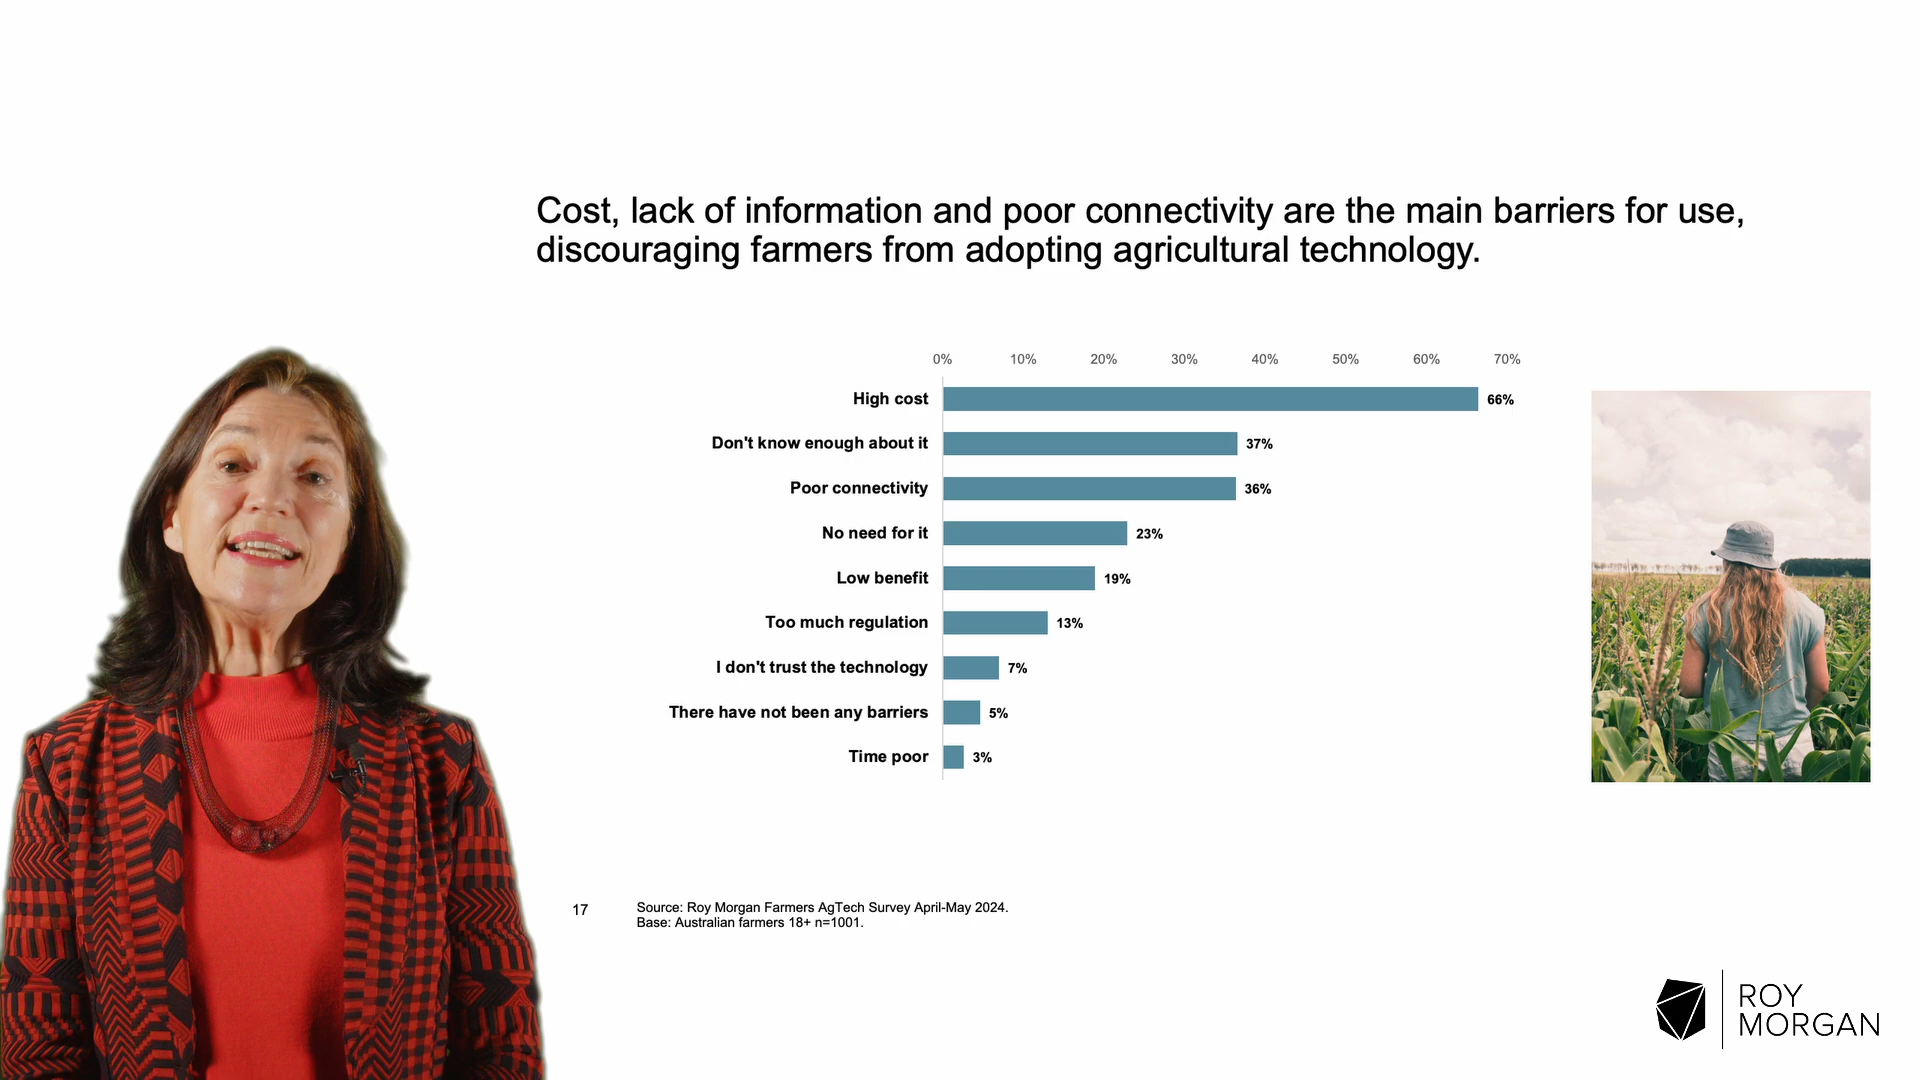 Cost, lack of information and poor connectivity are the main barriers for use,
discouraging farmers from adopting agricultural technology.
0% 10% 20% 30% 40% 50% 60% 70%
High cost 66%
Don't know enough about it 37%
Poor connectivity 36%
No need for it 23%
Low benefit 19%
Too much regulation 13%
I don't trust the technology 7%
There have not been any barriers 5%
Time poor 3%
17
Source: Roy Morgan Farmers AgTech Survey April-May 2024.
Base: Australian farmers 18+ n=1001.
ROY
MORGAN